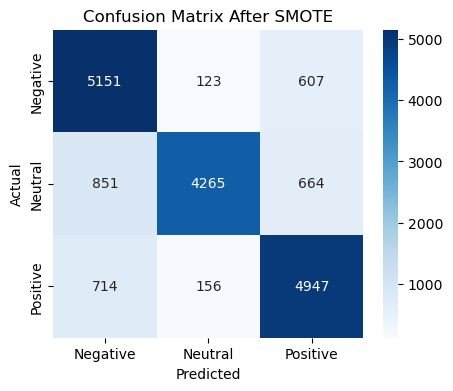 Confusion Matrix After SMOTE
Actual
Negative
Neutral
Positive
5151 123 607
851 4265 664
714 156 4947
Negative Neutral Positive
Predicted
5000
4000
3000
2000
1000